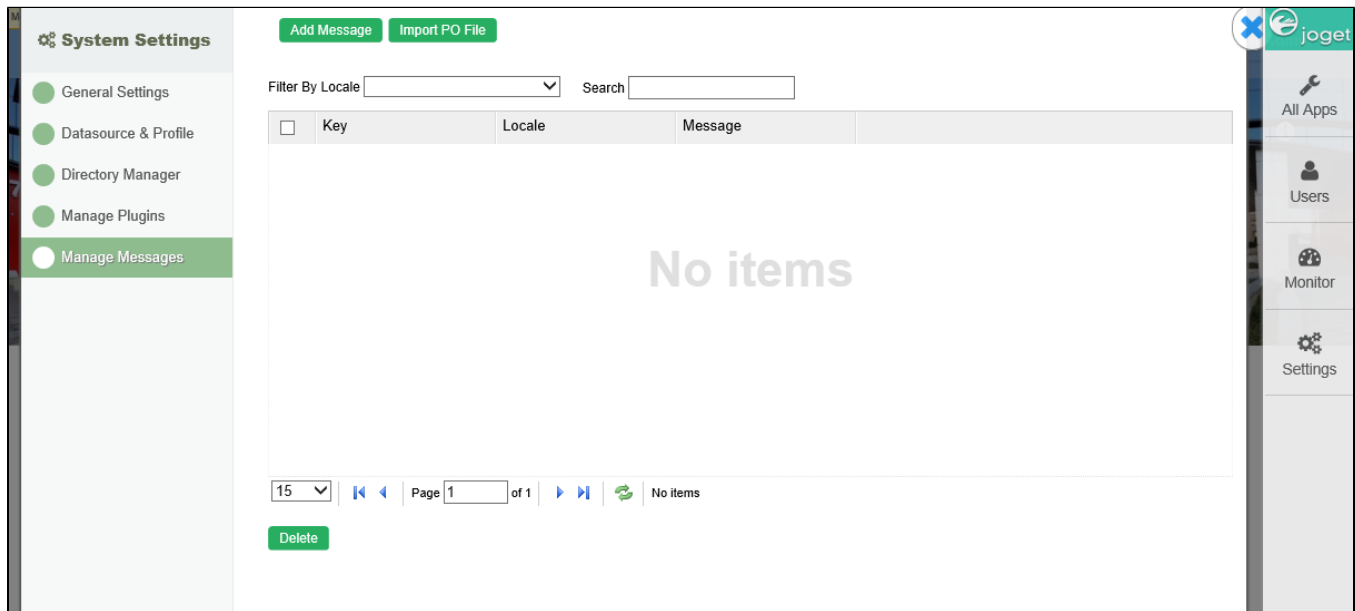 M
System Settings
General Settings
Datasource & Profile
Directory Manager
Manage Plugins
Manage Messages
Add Message Import PO File
Filter By Locale Search
Key Locale Message
No items
15 Page 1 of 1 No items
Delete
joget
All Apps
Users
Monitor
Settings